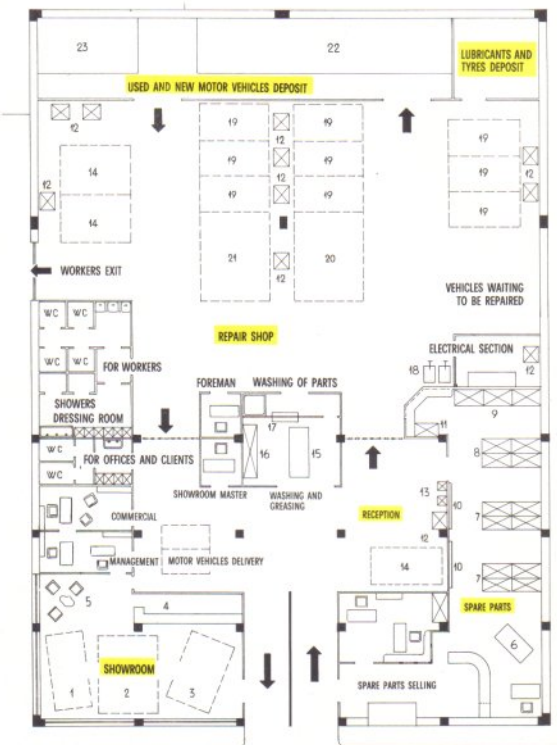 23
22
LUBRICANTS AND
TYRES DEPOSIT
USED AND NEW MOTOR VEHICLES DEPOSIT
12
19
19
12
19
14
12
19
12
19
19
12
12
19
19
12
19
14
19
21
20
12
WORKERS EXIT
VEHICLES WAITING
TO BE REPAIRED
WC
WC
REPAIR SHOP
ELECTRICAL SECTION
WC
WC
FOR WORKERS
18
12
FOREMAN
WASHING OF PARTS
SHOWERS
DRESSING ROOM
9
17
11
WC
FOR OFFICES AND CLIENTS
16
15
8
WC
SHOWROOM MASTER
WASHING AND
GREASING
13
COMMERCIAL
RECEPTION
10
7
12
MANAGEMENT
MOTOR VEHICLES DELIVERY
14
10
7
5
4
SPARE PARTS
6
SHOWROOM
1
2
3
SPARE PARTS SELLING